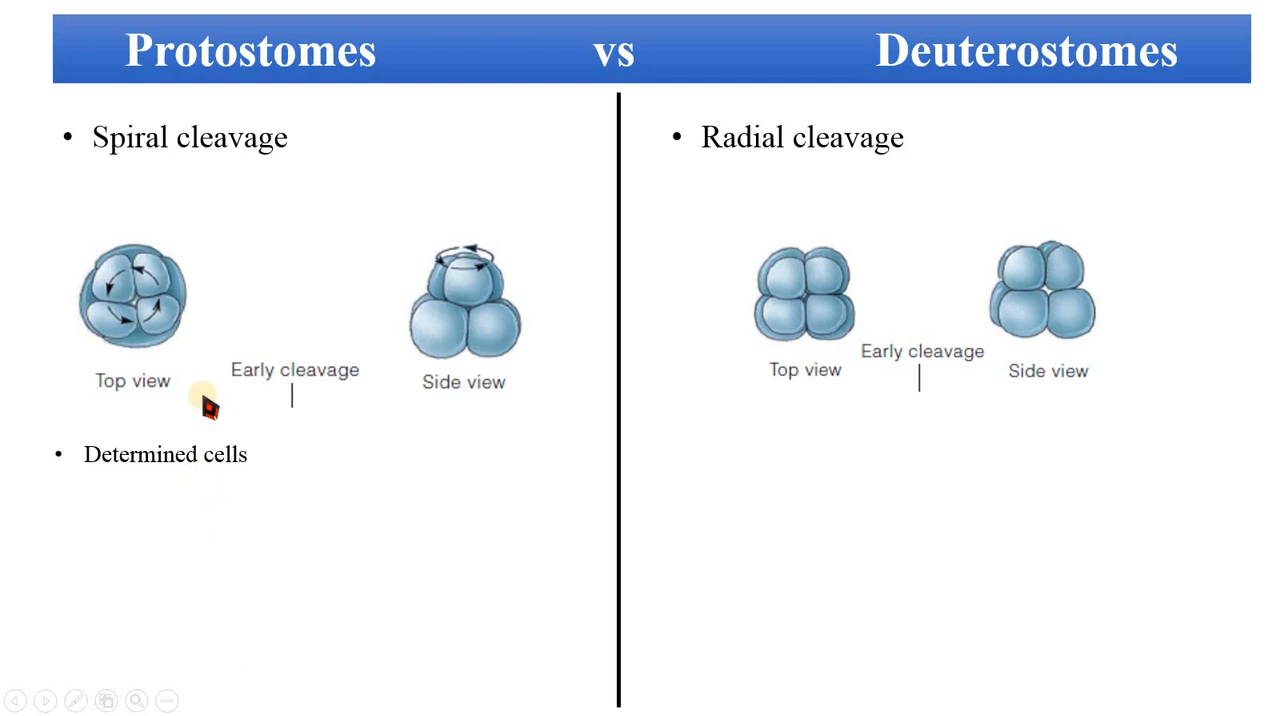 Protostomes vs Deuterostomes
• Spiral cleavage
Top view
Early cleavage
Side view
• Determined cells
• Radial cleavage
Top view
Early cleavage
Side view